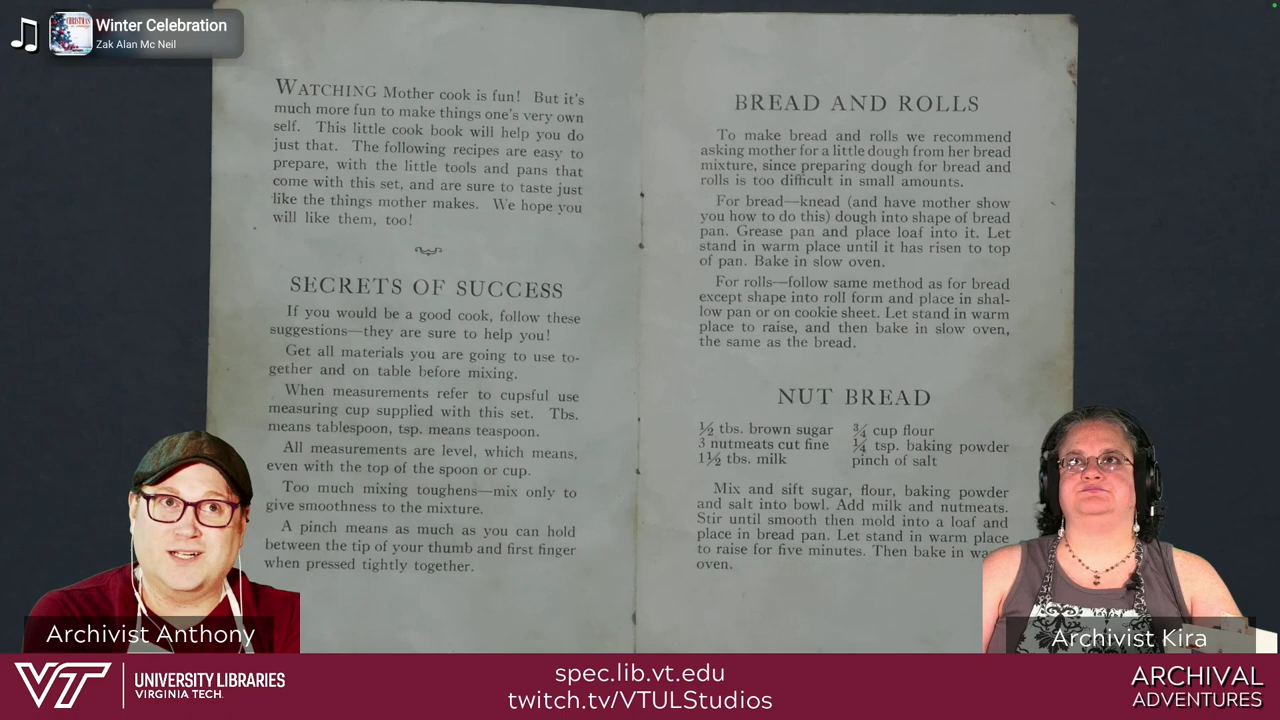 Winter Celebration
Zak Alan Mc Neil
WATCHING Mother cook is fun! But it's
much more fun to make things one's very own
self. This little cook book will help you do
just that. The following recipes are easy to
prepare, with the little tools and pans that
come with this set, and are sure to taste just
like the things mother makes. We hope you
will like them, too!
SECRETS OF SUCCESS
If you would be a good cook, follow these
suggestions—they are sure to help you!
Get all materials you are going to use to-
gether and on table before mixing.
When measurements refer to cupsful use
measuring cup supplied with this set. Tbs.
means tablespoon, tsp. means teaspoon.
All measurements are level, which means,
even with the top of the spoon or cup.
Too much mixing toughens—mix only to
give smoothness to the mixture.
A pinch means as much as you can hold
between the tip of your thumb and first finger
when pressed tightly together.
BREAD AND ROLLS
To make bread and rolls we recommend
asking mother for a little dough from her bread
mixture, since preparing dough for bread and
rolls is too difficult in small amounts.
For bread—knead (and have mother show
you how to do this) dough into shape of bread
pan. Grease pan and place loaf into it. Let
stand in warm place until it has risen to top
of pan. Bake in slow oven.
For rolls—follow same method as for bread
except shape into roll form and place in shal-
low pan or on cookie sheet. Let stand in warm
place to raise, and then bake in slow oven,
the same as the bread.
NUT BREAD
½ tbs. brown sugar
3 nutmeats cut fine
1½ tbs. milk
¾ cup flour
¼ tsp. baking powder
pinch of salt
Mix and sift sugar, flour, baking powder
and salt into bowl. Add milk and nutmeats.
Stir until smooth then mold into a loaf and
place in bread pan. Let stand in warm place
to raise for five minutes. Then bake in
oven.
Archivist Anthony
Archivist Kira
VT
UNIVERSITY LIBRARIES
VIRGINIA TECH
spec.lib.vt.edu
twitch.tv/VTULStudios
ARCHIVAL
ADVENTURES